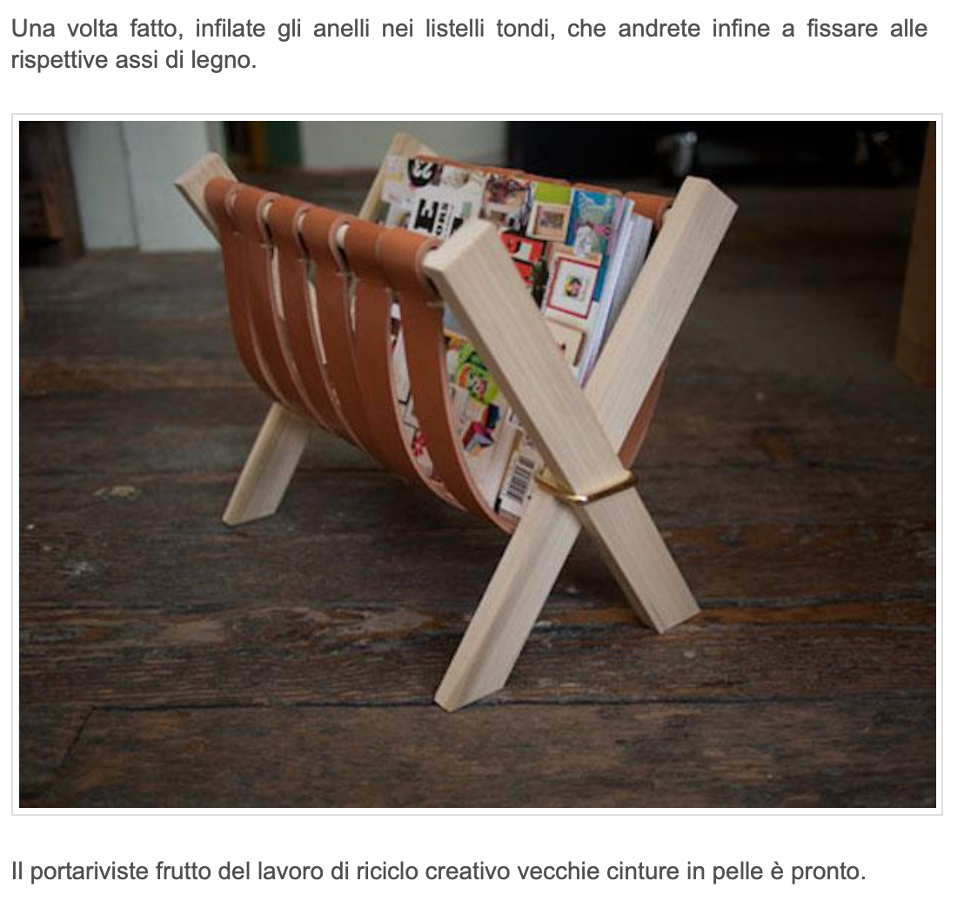 Una volta fatto, infilate gli anelli nei listelli tondi, che andrete infine a fissare alle
rispettive assi di legno.
Il portariviste frutto del lavoro di riciclo creativo vecchie cinture in pelle è pronto.